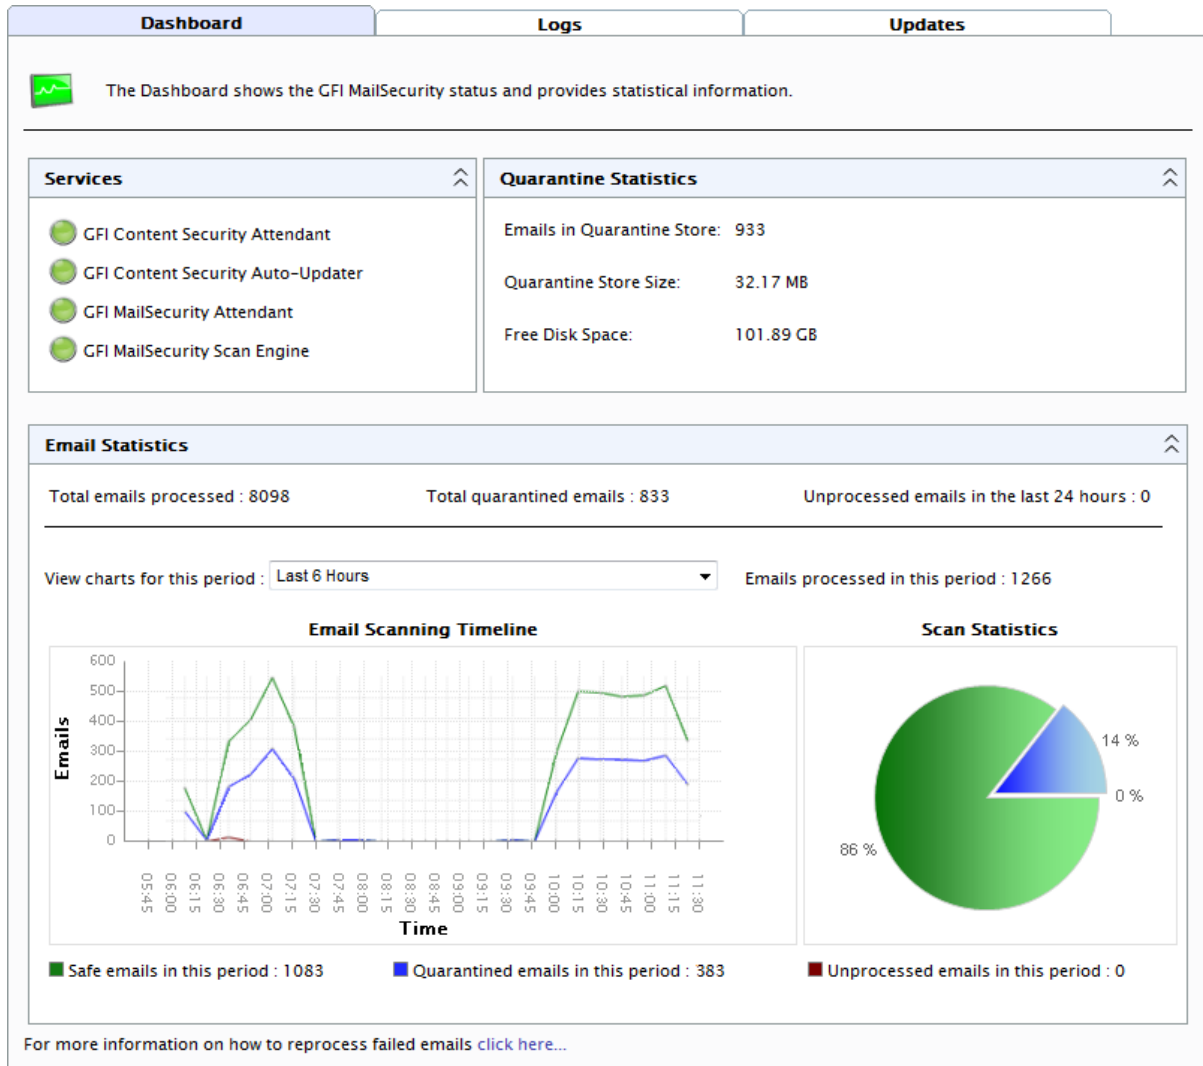 Dashboard
Logs
Updates
The Dashboard shows the GFI MailSecurity status and provides statistical information.
Services
GFI Content Security Attendant
GFI Content Security Auto-Updater
GFI MailSecurity Attendant
GFI MailSecurity Scan Engine
Quarantine Statistics
Emails in Quarantine Store: 933
Quarantine Store Size: 32.17 MB
Free Disk Space: 101.89 GB
Email Statistics
Total emails processed : 8098
Total quarantined emails : 833
Unprocessed emails in the last 24 hours : 0
View charts for this period : Last 6 Hours
Emails processed in this period : 1266
Email Scanning Timeline
Emails
600
500
400
300
200
100
0
05:45
06:00
06:15
06:30
06:45
07:00
07:15
07:30
07:45
08:00
08:15
08:30
08:45
09:00
09:15
09:30
09:45
10:00
10:15
10:30
10:45
11:00
11:15
11:30
Time
Scan Statistics
14 %
0 %
86 %
Safe emails in this period : 1083
Quarantined emails in this period : 383
Unprocessed emails in this period : 0
For more information on how to reprocess failed emails click here...